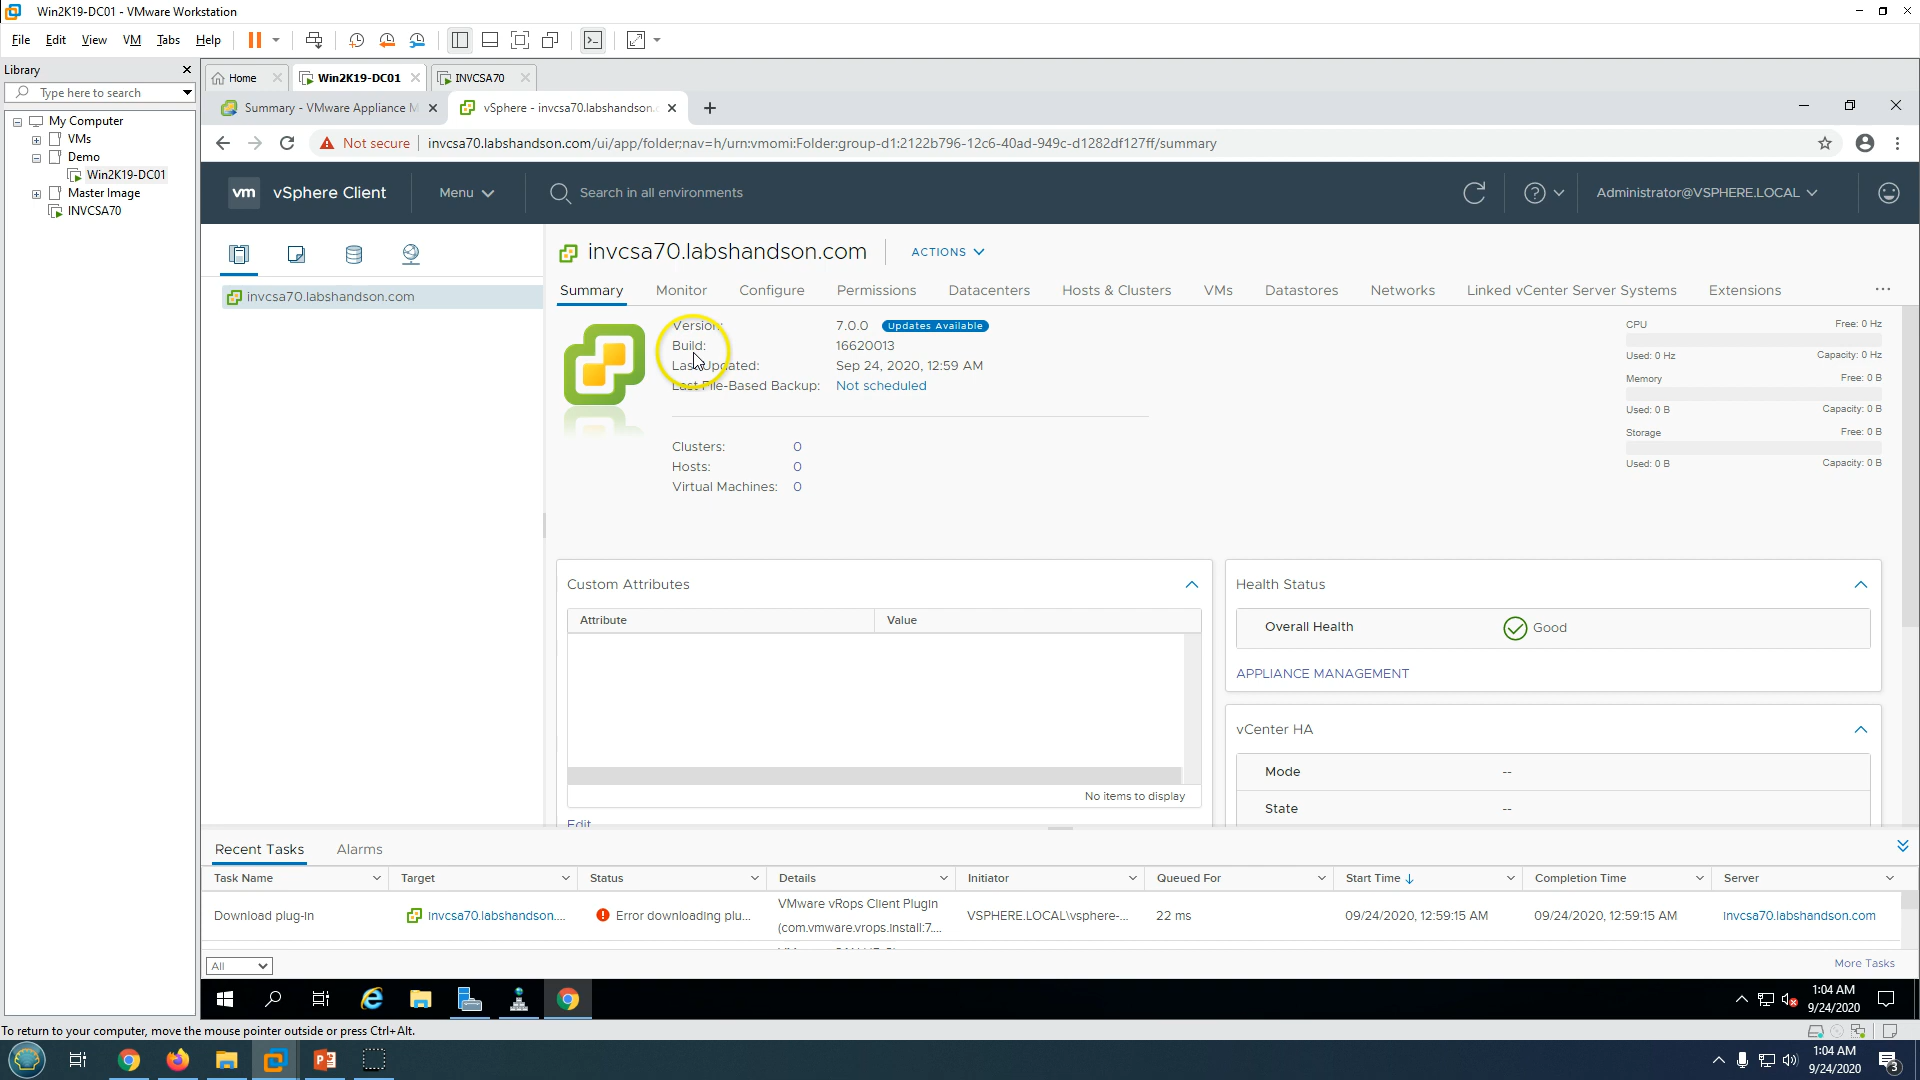 Win2K19-DC01 - VMware Workstation
File Edit View VM Tabs Help
Library
Type here to search
My Computer
VMs
Demo
Win2K19-DC01
Master Image
INVCSA70
Home
Win2K19-DC01
INVCSA70
Summary - VMware Appliance M
vSphere - invcsa70.labshandson.
Not secure
invcsa70.labshandson.com/ui/app/folder;nav=h/urn:vmomi:Folder:group-d1:2122b796-12c6-40ad-949c-d1282df127ff/summary
vm vSphere Client
Menu
Search in all environments
Administrator@VSPHERE.LOCAL
invcsa70.labshandson.com
invcsa70.labshandson.com
ACTIONS
Summary Monitor Configure Permissions Datacenters Hosts & Clusters VMs Datastores Networks Linked vCenter Server Systems Extensions
Version: 7.0.0 Updates Available
Build: 16620013
Last Updated: Sep 24, 2020, 12:59 AM
Last File-Based Backup: Not scheduled
Clusters: 0
Hosts: 0
Virtual Machines: 0
CPU Free: 0 Hz
Used: 0 Hz Capacity: 0 Hz
Memory Free: 0 B
Used: 0 B Capacity: 0 B
Storage Free: 0 B
Used: 0 B Capacity: 0 B
Custom Attributes
Attribute Value
No items to display
Edit
Health Status
Overall Health Good
APPLIANCE MANAGEMENT
vCenter HA
Mode --
State --
Recent Tasks Alarms
Task Name Target Status Details Initiator Queued For Start Time Completion Time Server
Download plug-in invcsa70.labshandson.... Error downloading plu... VMware vRops Client Plugin (com.vmware.vrops.install:7.... VSPHERE.LOCAL\vsphere-... 22 ms 09/24/2020, 12:59:15 AM 09/24/2020, 12:59:15 AM invcsa70.labshandson.com
All
More Tasks
1:04 AM
9/24/2020
To return to your computer, move the mouse pointer outside or press Ctrl+Alt.
1:04 AM
9/24/2020
3